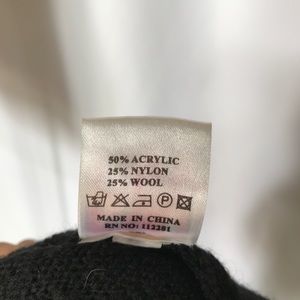 50% ACRYLIC
25% NYLON
25% WOOL
MADE IN CHINA
RN NO: 112281